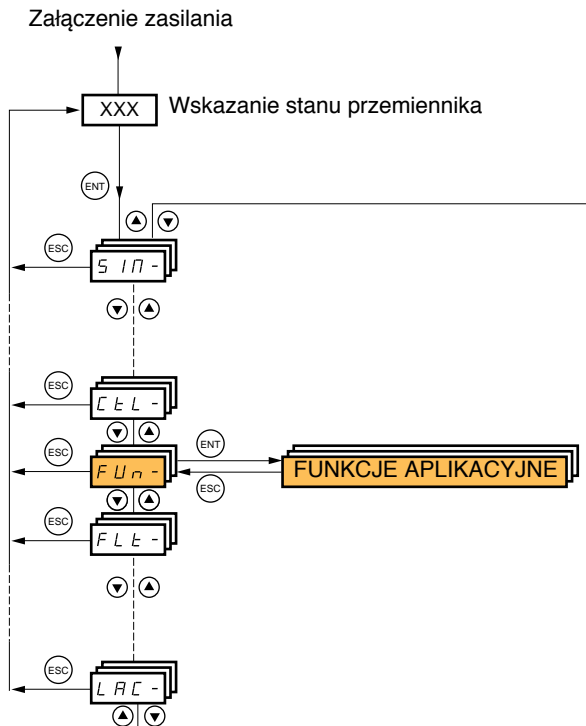 Załączenie zasilania
XXX Wskazanie stanu przemiennika
ENT
ESC
SIM-
ESC
CtL-
ENT
ESC
FUn-
FUNKCJE APLIKACYJNE
ESC
ESC
FLt-
ESC
LAC-